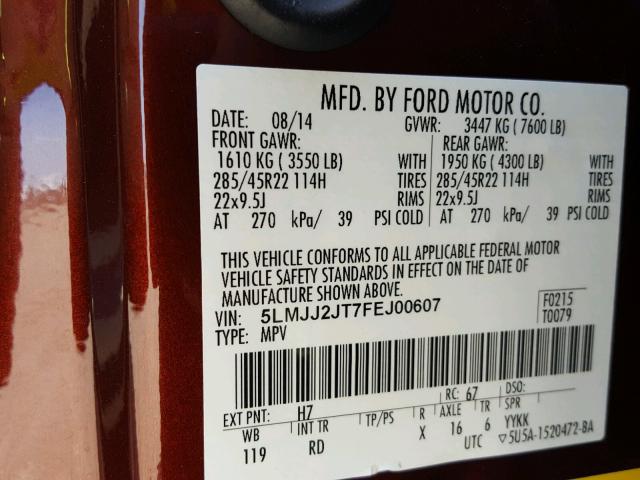 MFD. BY FORD MOTOR CO.
DATE: 08/14 GVWR: 3447 KG ( 7600 LB)
FRONT GAWR: REAR GAWR:
1610 KG ( 3550 LB) WITH 1950 KG ( 4300 LB) WITH
285/45R22 114H TIRES 285/45R22 114H TIRES
22x9.5J RIMS 22x9.5J RIMS
AT 270 kPa/ 39 PSI COLD AT 270 kPa/ 39 PSI COLD
THIS VEHICLE CONFORMS TO ALL APPLICABLE FEDERAL MOTOR
VEHICLE SAFETY STANDARDS IN EFFECT ON THE DATE OF
MANUFACTURE SHOWN ABOVE.
VIN: 5LMJJ2JT7FEJ00607 F0215
TYPE: MPV T0079
EXT PNT: H7 RC: 67 DSO:
WB INT TR TP/PS R AXLE TR SPR
119 RD X 16 6 YYKK
UTC ▽5U5A-1520472-BA